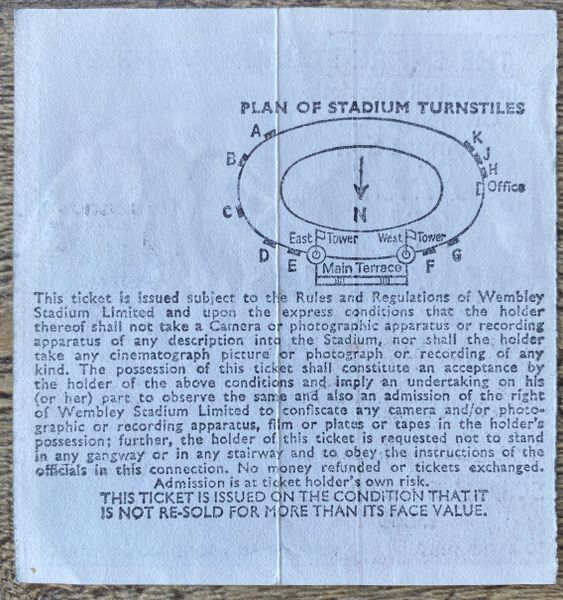 PLAN OF STADIUM TURNSTILES
A
K
B
J
H
L Office
C
N
East Tower
West Tower
D
E
Main Terrace
F
G
This ticket is issued subject to the Rules and Regulations of Wembley
Stadium Limited and upon the express conditions that the holder
thereof shall not take a Camera or photographic apparatus or recording
apparatus of any description into the Stadium, nor shall the holder
take any cinematograph picture or photograph or recording of any
kind. The possession of this ticket shall constitute an acceptance by
the holder of the above conditions and imply an undertaking on his
(or her) part to observe the same and also an admission of the right
of Wembley Stadium Limited to confiscate any camera and/or photo-
graphic or recording apparatus, film or plates or tapes in the holder's
possession; further, the holder of this ticket is requested not to stand
in any gangway or in any stairway and to obey the instructions of the
officials in this connection. No money refunded or tickets exchanged.
Admission is at ticket holder's own risk.
THIS TICKET IS ISSUED ON THE CONDITION THAT IT
IS NOT RE-SOLD FOR MORE THAN ITS FACE VALUE.